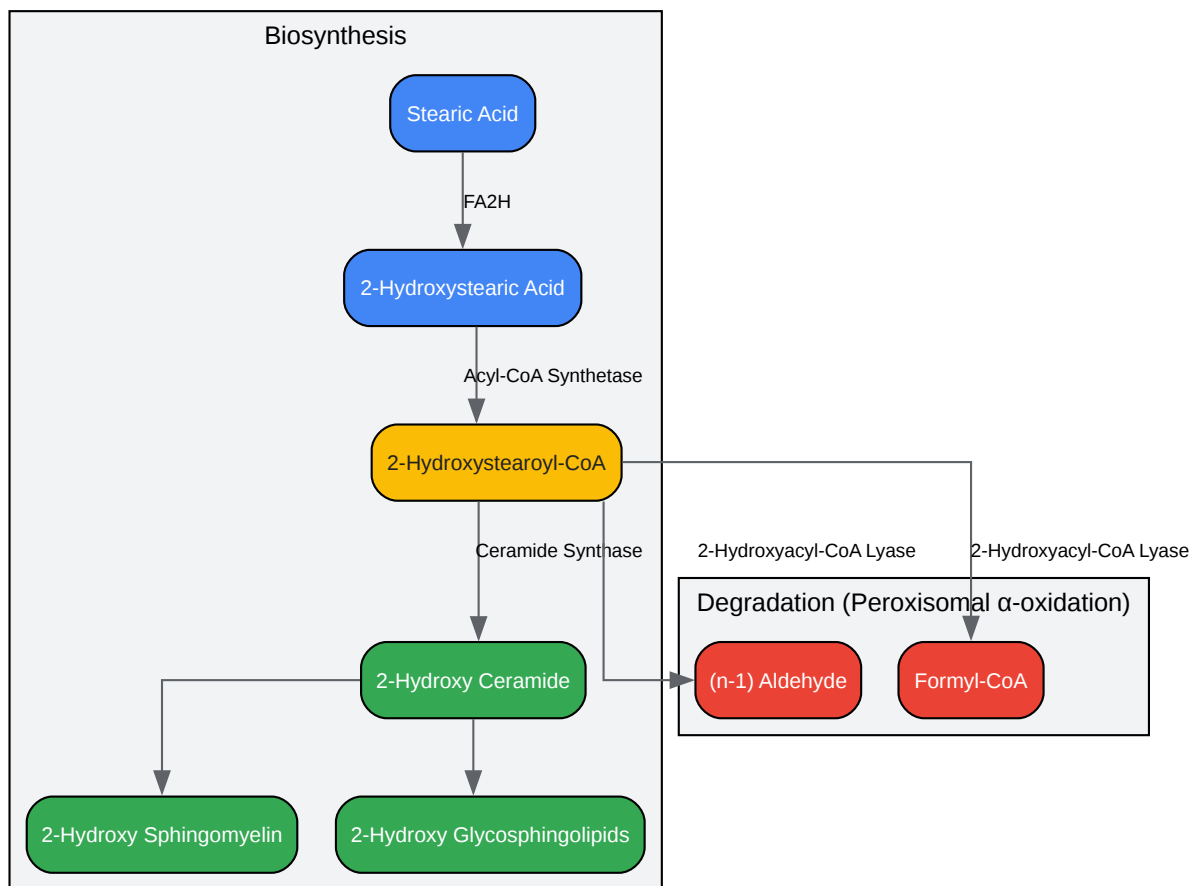 Biosynthesis
Stearic Acid
FA2H
2-Hydroxystearic Acid
Acyl-CoA Synthetase
2-Hydroxystearoyl-CoA
Ceramide Synthase
2-Hydroxyacyl-CoA Lyase
2-Hydroxyacyl-CoA Lyase
Degradation (Peroxisomal α-oxidation)
2-Hydroxy Ceramide
(n-1) Aldehyde
Formyl-CoA
2-Hydroxy Sphingomyelin
2-Hydroxy Glycosphingolipids